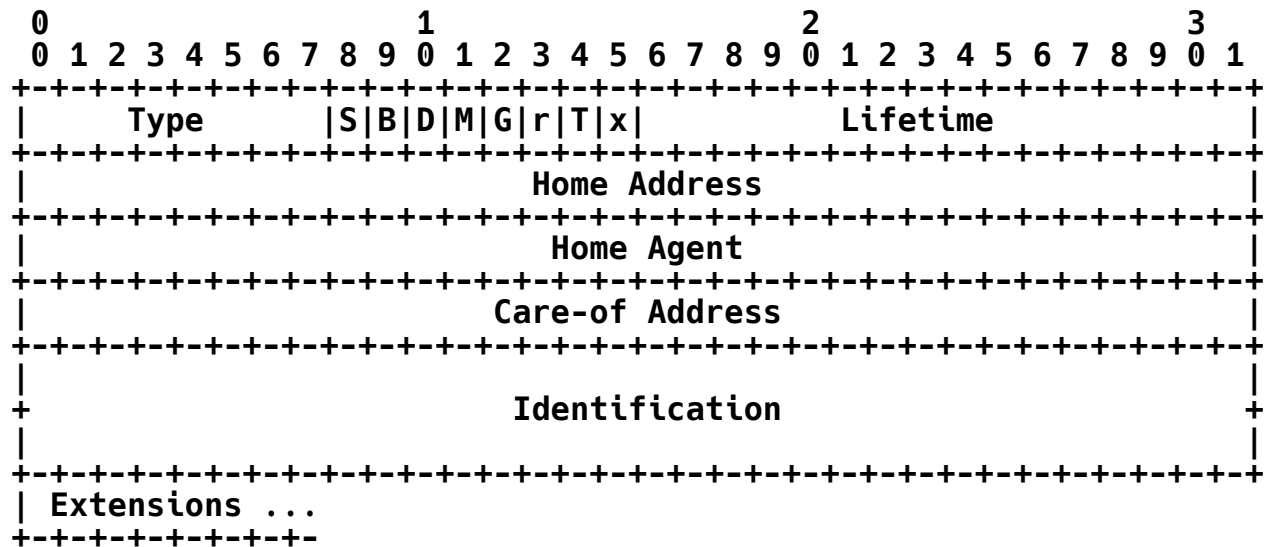 0                   1                   2                   3
 0 1 2 3 4 5 6 7 8 9 0 1 2 3 4 5 6 7 8 9 0 1 2 3 4 5 6 7 8 9 0 1
+-+-+-+-+-+-+-+-+-+-+-+-+-+-+-+-+-+-+-+-+-+-+-+-+-+-+-+-+-+-+-+-+
|     Type      |S|B|D|M|G|r|T|x|          Lifetime             |
+-+-+-+-+-+-+-+-+-+-+-+-+-+-+-+-+-+-+-+-+-+-+-+-+-+-+-+-+-+-+-+-+
|                          Home Address                         |
+-+-+-+-+-+-+-+-+-+-+-+-+-+-+-+-+-+-+-+-+-+-+-+-+-+-+-+-+-+-+-+-+
|                           Home Agent                          |
+-+-+-+-+-+-+-+-+-+-+-+-+-+-+-+-+-+-+-+-+-+-+-+-+-+-+-+-+-+-+-+-+
|                        Care-of Address                        |
+-+-+-+-+-+-+-+-+-+-+-+-+-+-+-+-+-+-+-+-+-+-+-+-+-+-+-+-+-+-+-+-+
|                                                               |
+                         Identification                        +
|                                                               |
+-+-+-+-+-+-+-+-+-+-+-+-+-+-+-+-+-+-+-+-+-+-+-+-+-+-+-+-+-+-+-+-+
| Extensions ...
+-+-+-+-+-+-+-+-